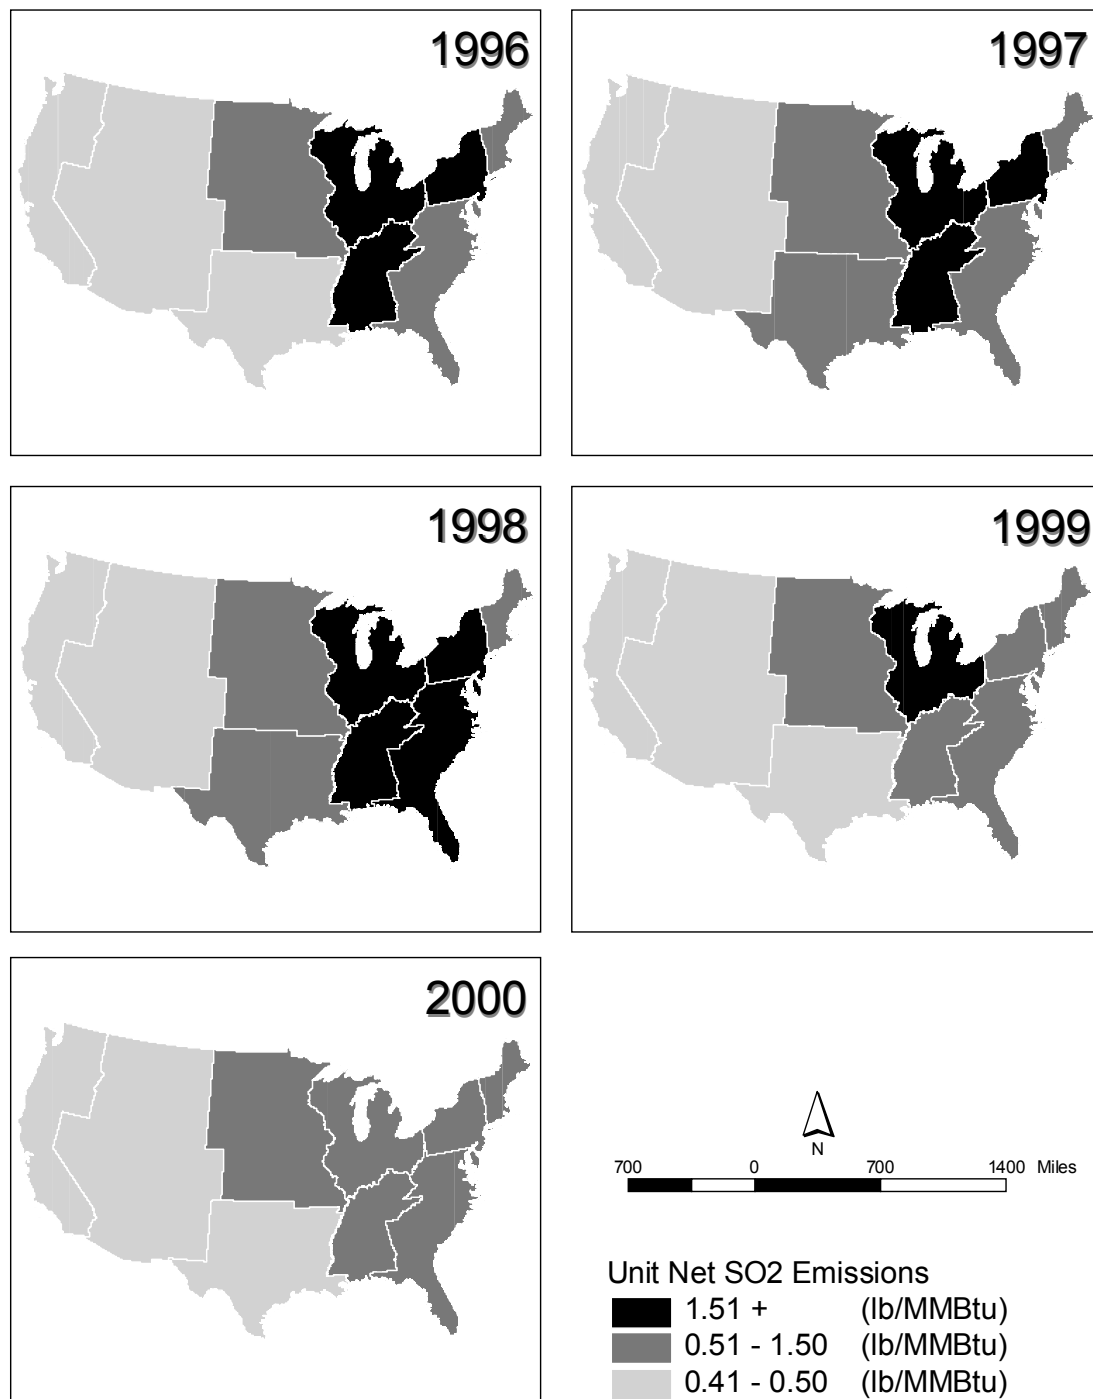 1996
1997
1998
1999
2000
N
700 0 700 1400 Miles
Unit Net SO2 Emissions
1.51 + (lb/MMBtu)
0.51 - 1.50 (lb/MMBtu)
0.41 - 0.50 (lb/MMBtu)